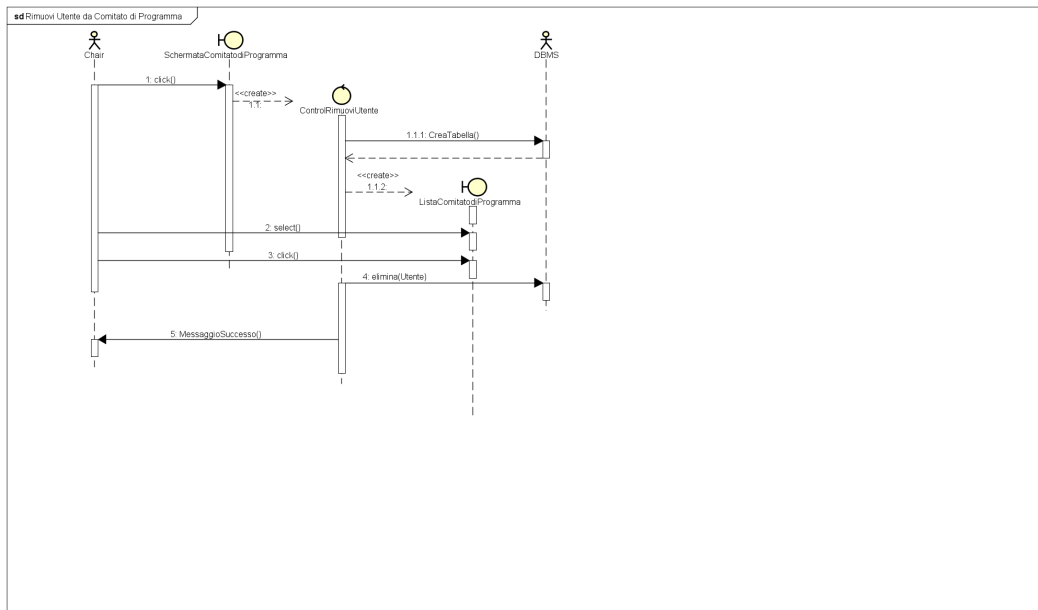 sd Rimuovi Utente da Comitato di Programma
Chair
SchermataComitatodiProgramma
DBMS
1: click()
<<create>>
1.1:
ControlRimuoviUtente
1.1.1: CreaTabella()
<<create>>
1.1.2:
ListaComitatodiProgramma
2: select()
3: click()
4: elimina(Utente)
5: MessaggioSuccesso()